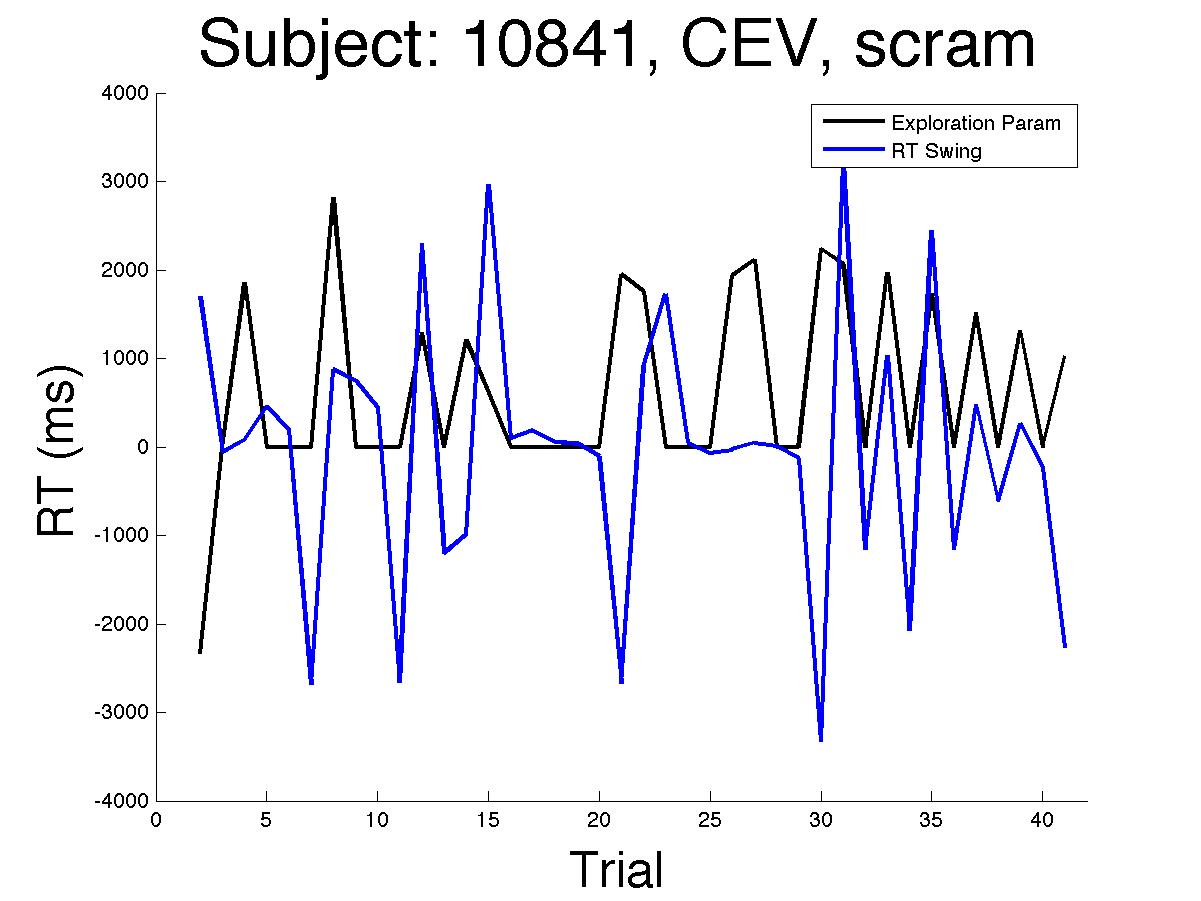 Subject: 10841, CEV, scram
4000
3000
2000
1000
0
-1000
-2000
-3000
-4000
RT (ms)
Exploration Param
RT Swing
0 5 10 15 20 25 30 35 40
Trial